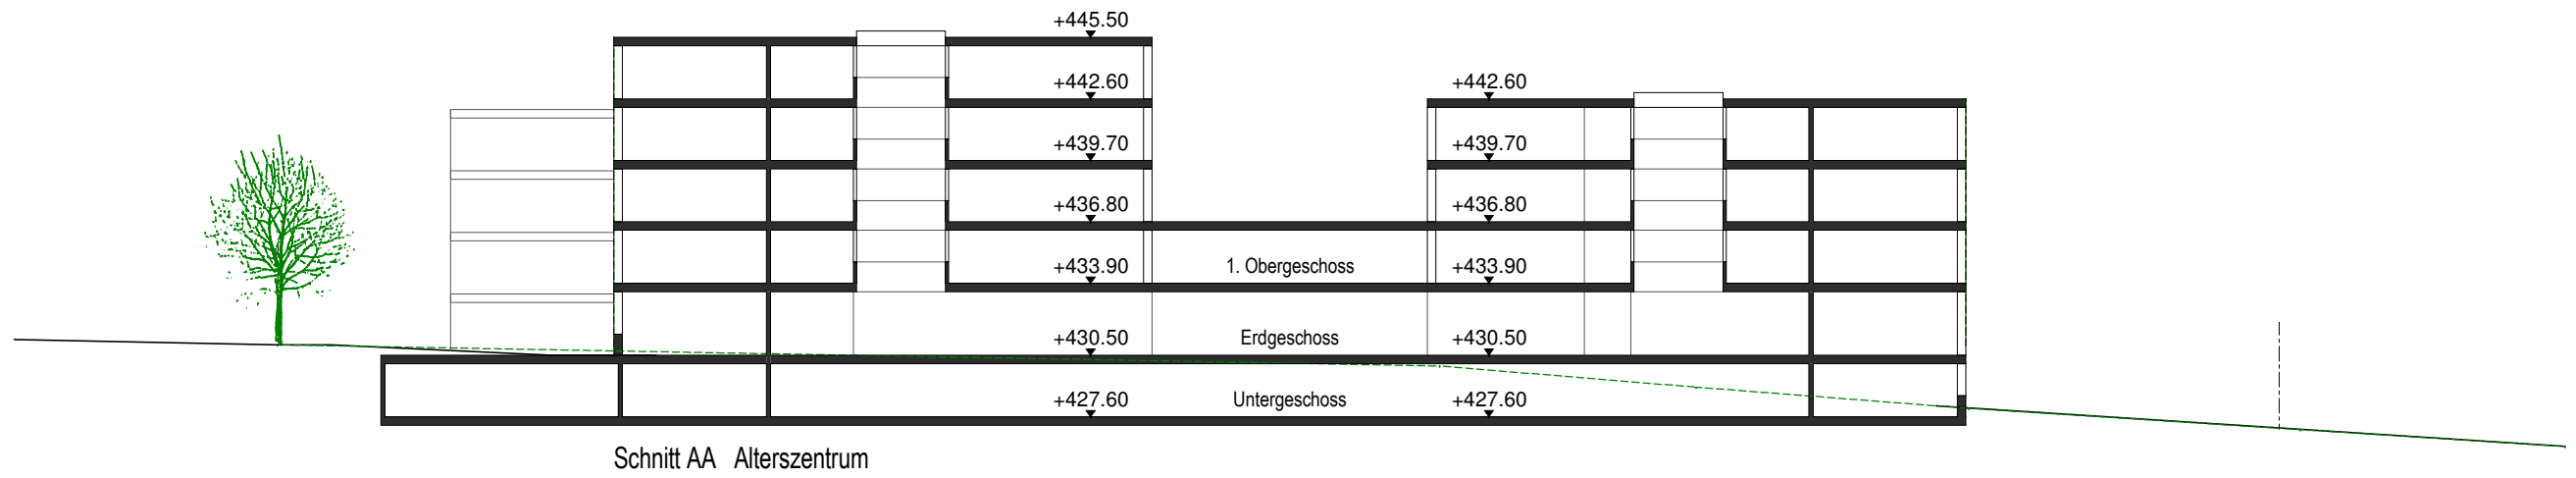 +445.50
+442.60 +442.60
+439.70 +439.70
+436.80 +436.80
+433.90 1. Obergeschoss +433.90
+430.50 Erdgeschoss +430.50
+427.60 Untergeschoss +427.60
Schnitt AA Alterszentrum